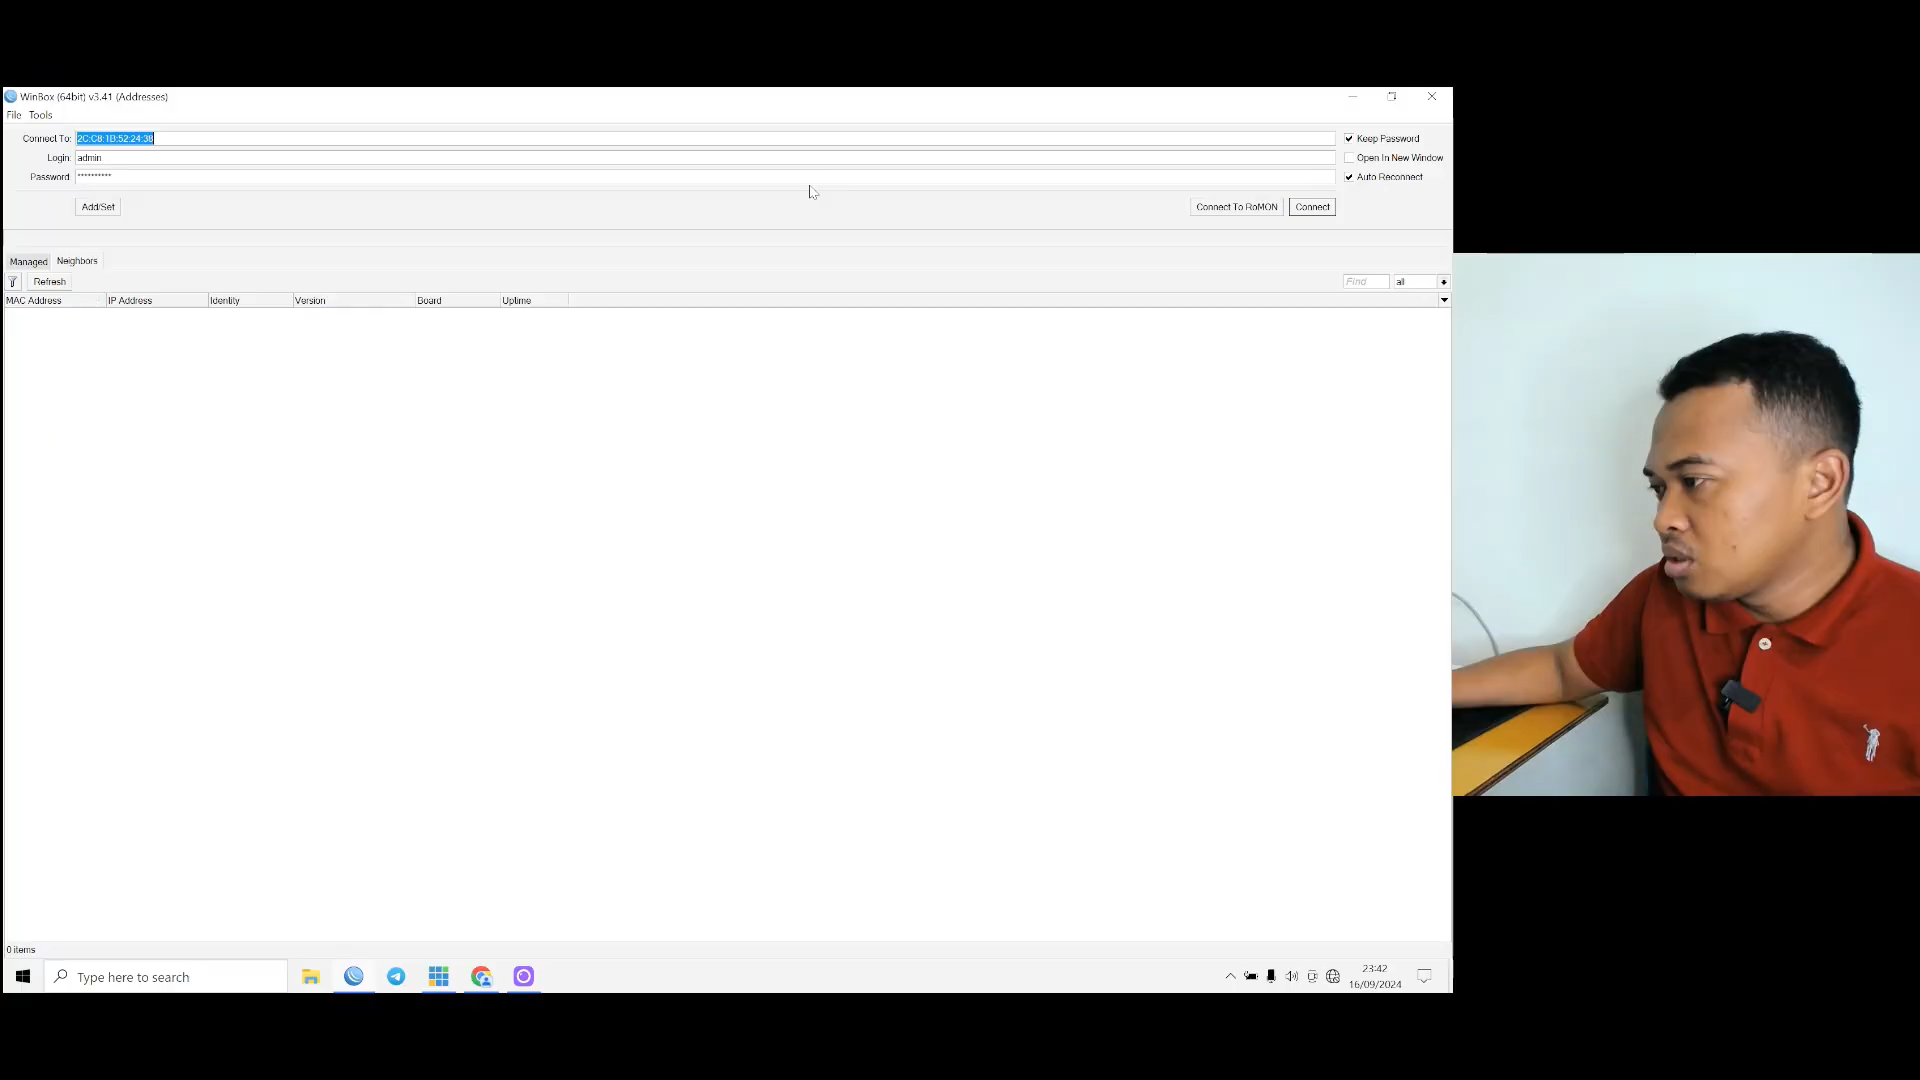 WinBox (64bit) v3.41 (Addresses)
File Tools
Connect To: 2C:C8:1B:52:24:38
Keep Password
Login: admin
Open In New Window
Password: **********
Auto Reconnect
Add/Set
Connect To RoMON Connect
Managed Neighbors
Refresh
Find all
MAC Address IP Address Identity Version Board Uptime
0 items
Type here to search
23:42
16/09/2024